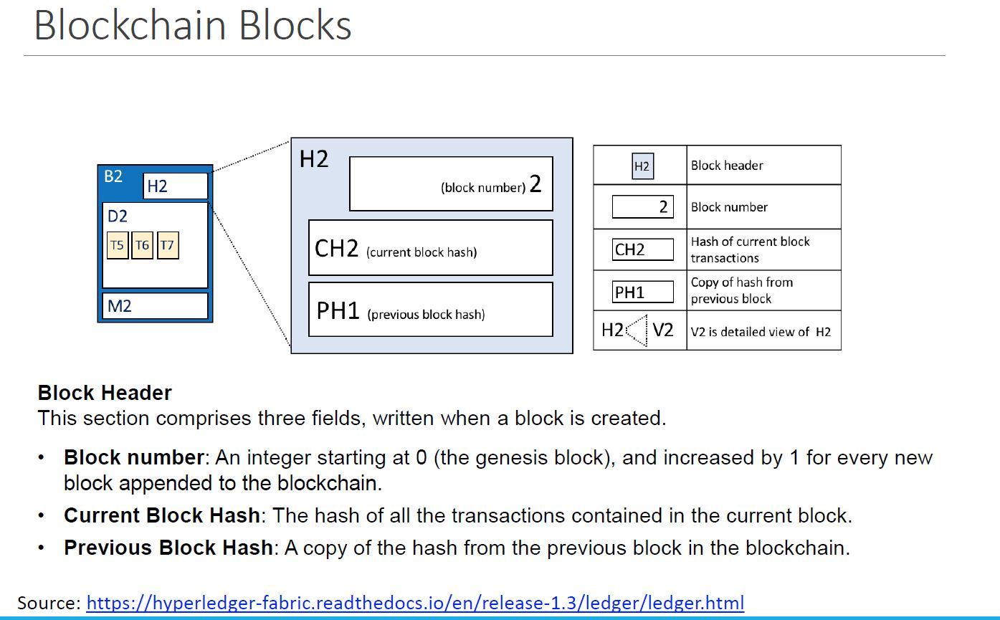 Blockchain Blocks
B2
H2
D2
T5 T6 T7
M2
H2
(block number) 2
CH2 (current block hash)
PH1 (previous block hash)
H2 Block header
2 Block number
CH2 Hash of current block
transactions
PH1 Copy of hash from
previous block
H2 V2 V2 is detailed view of H2
Block Header
This section comprises three fields, written when a block is created.
• Block number: An integer starting at 0 (the genesis block), and increased by 1 for every new
block appended to the blockchain.
• Current Block Hash: The hash of all the transactions contained in the current block.
• Previous Block Hash: A copy of the hash from the previous block in the blockchain.
Source: https://hyperledger-fabric.readthedocs.io/en/release-1.3/ledger/ledger.html